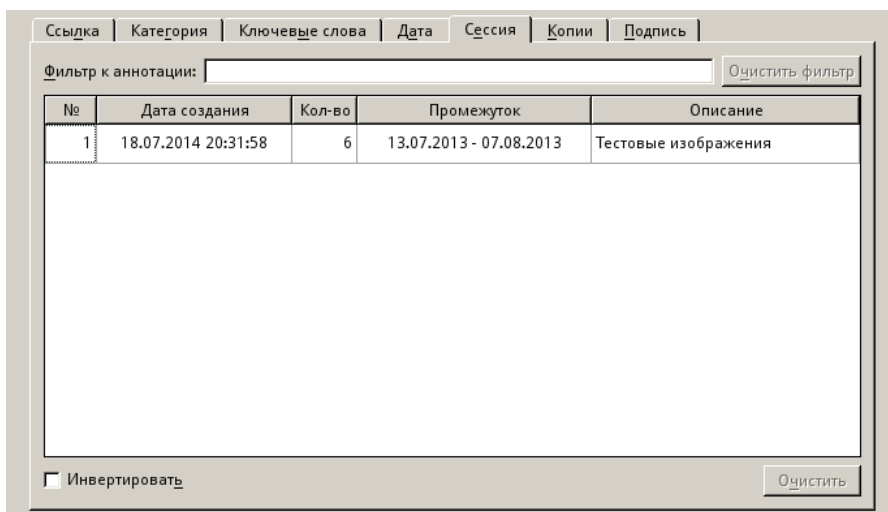 Ссылка Категория Ключевые слова Дата Сессия Копии Подпись
Фильтр к аннотации: Очистить фильтр
№ Дата создания Кол-во Промежуток Описание
1 18.07.2014 20:31:58 6 13.07.2013 - 07.08.2013 Тестовые изображения
Инвертировать Очистить